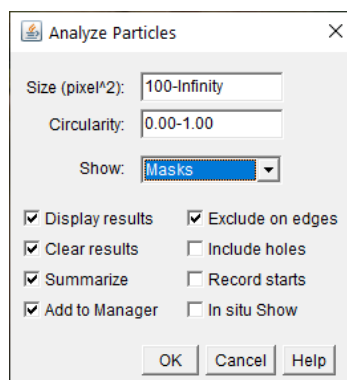 Analyze Particles
Size (pixel^2): 100-Infinity
Circularity: 0.00-1.00
Show: Masks
Display results Exclude on edges
Clear results Include holes
Summarize Record starts
Add to Manager In situ Show
OK Cancel Help